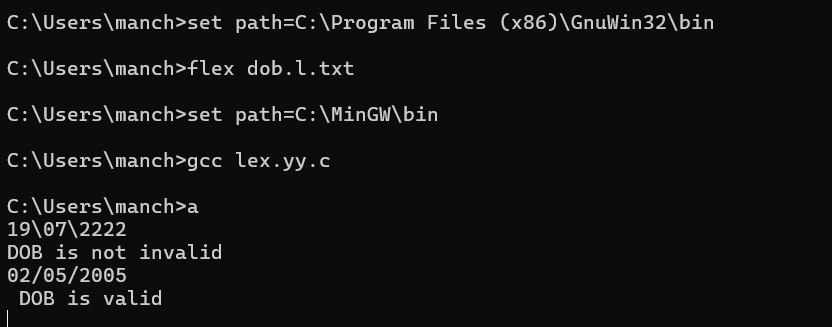 C:\Users\manch>set path=C:\Program Files (x86)\GnuWin32\bin
C:\Users\manch>flex dob.l.txt
C:\Users\manch>set path=C:\MinGW\bin
C:\Users\manch>gcc lex.yy.c
C:\Users\manch>a
19\07\2222
DOB is not invalid
02/05/2005
 DOB is valid